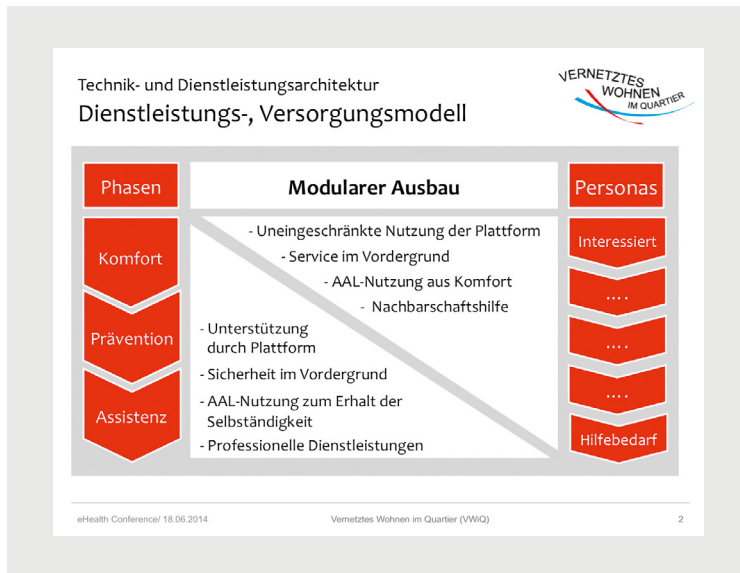 Technik- und Dienstleistungsarchitektur
Dienstleistungs-, Versorgungsmodell
VERNETZTES
WOHNEN
IM QUARTIER
Phasen
Modularer Ausbau
Personas
Komfort
Prävention
Assistenz
- Uneingeschränkte Nutzung der Plattform
- Service im Vordergrund
- AAL-Nutzung aus Komfort
- Nachbarschaftshilfe
- Unterstützung
durch Plattform
- Sicherheit im Vordergrund
- AAL-Nutzung zum Erhalt der
Selbständigkeit
- Professionelle Dienstleistungen
Interessiert
....
....
....
Hilfebedarf
eHealth Conference/ 18.06.2014
Vernetztes Wohnen im Quartier (VWiQ)
2